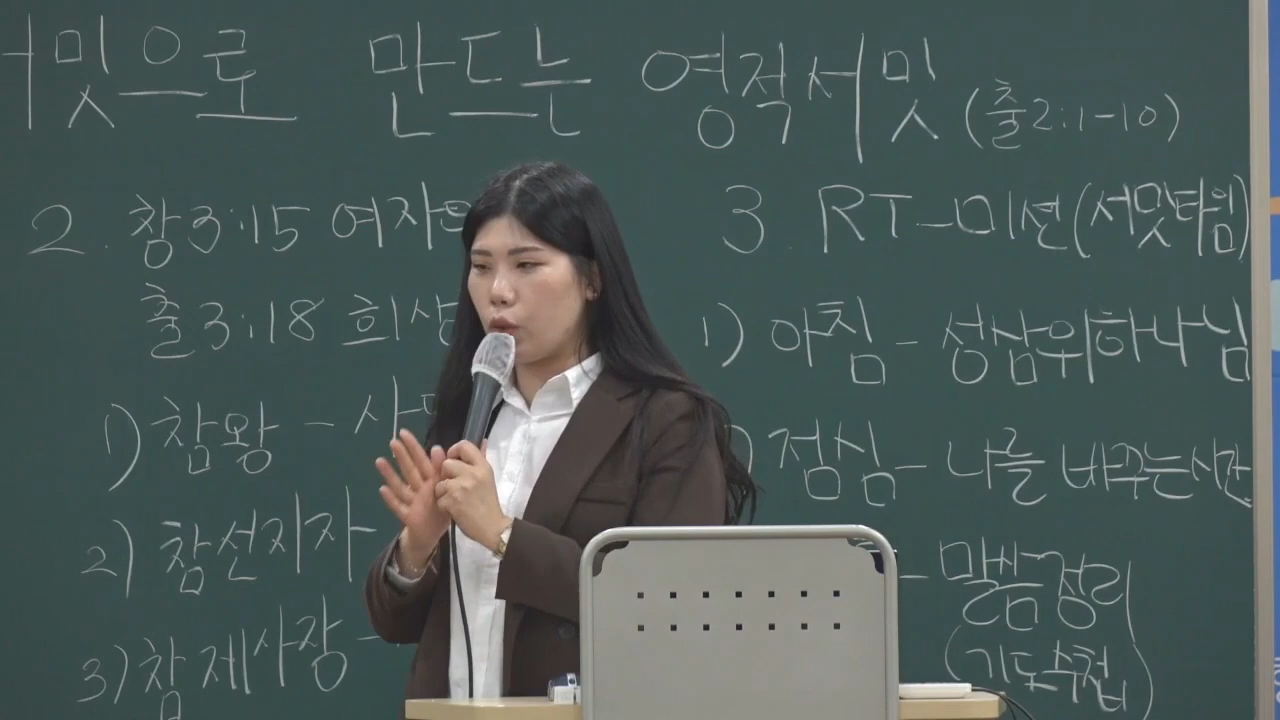 밋으로 만드는 영적서밋 (출2:1-10)
2. 창3:15 여자의
출3:18 희생
1) 참왕 - 사
2) 참선지자 -
3) 참제사장 -
3. RT-미션(서밋타임)
1) 아침 - 성삼위하나님
점심 - 나를 바꾸는시간
- 말씀정리
(기도수첩)